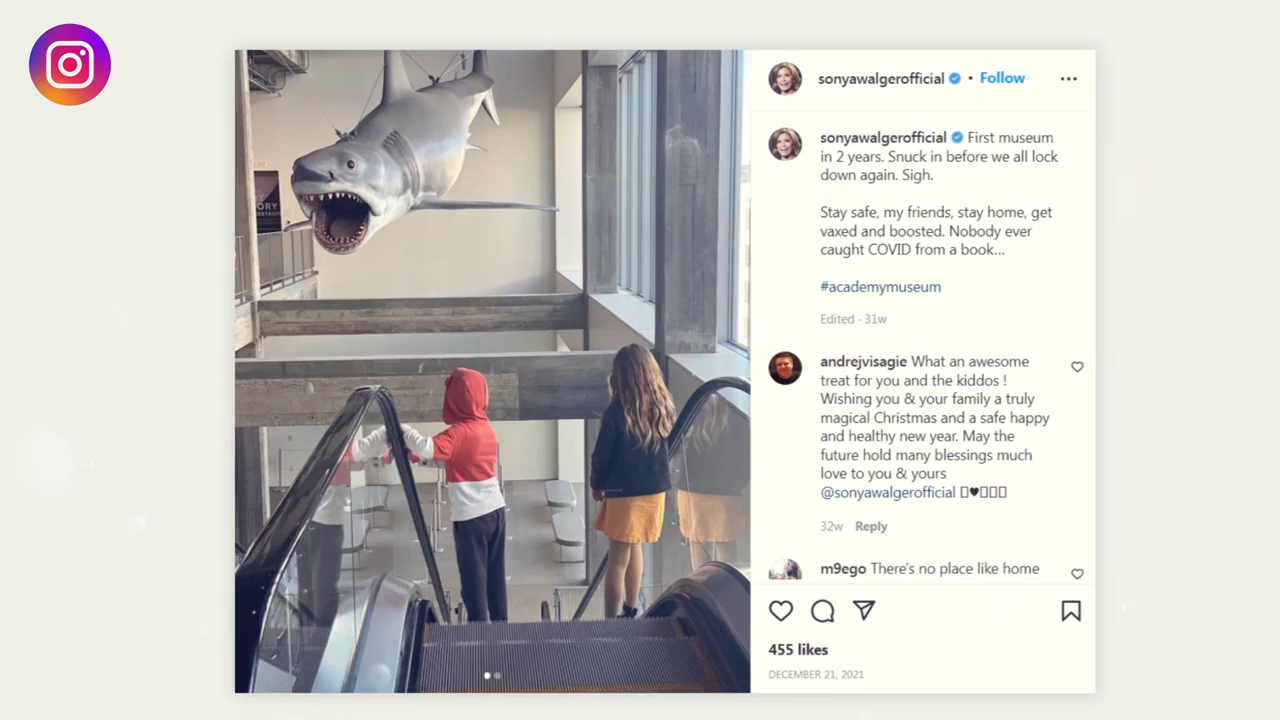 sonyawalgerofficial • Follow
sonyawalgerofficial First museum
in 2 years. Snuck in before we all lock
down again. Sigh.
Stay safe, my friends, stay home, get
vaxed and boosted. Nobody ever
caught COVID from a book...
#academymuseum
Edited · 31w
andrejvisagie What an awesome
treat for you and the kiddos !
Wishing you & your family a truly
magical Christmas and a safe happy
and healthy new year. May the
future hold many blessings much
love to you & yours
@sonyawalgerofficial ♥
32w Reply
m9ego There's no place like home
455 likes
DECEMBER 21, 2021
ORY